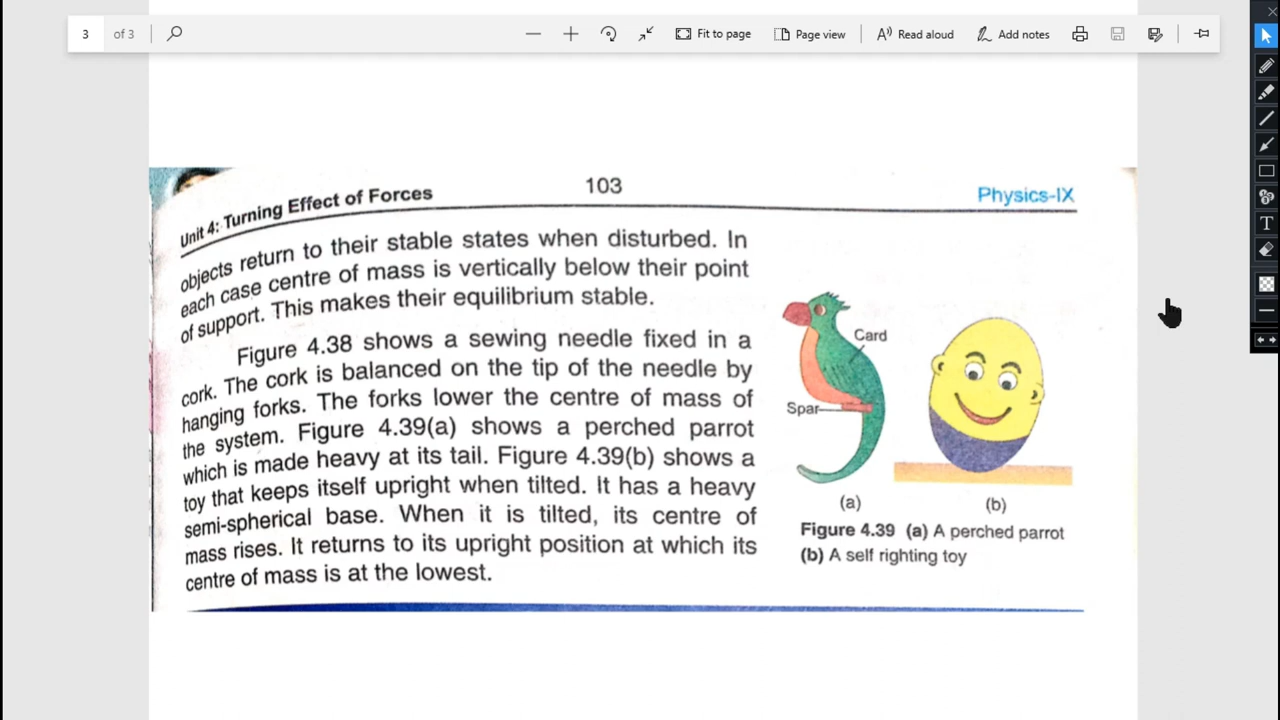 3 of 3
Fit to page
Page view
Read aloud
Add notes
T
Unit 4: Turning Effect of Forces
103
Physics-IX
objects return to their stable states when disturbed. In
each case centre of mass is vertically below their point
of support. This makes their equilibrium stable.
Figure 4.38 shows a sewing needle fixed in a
cork. The cork is balanced on the tip of the needle by
hanging forks. The forks lower the centre of mass of
the system. Figure 4.39(a) shows a perched parrot
which is made heavy at its tail. Figure 4.39(b) shows a
toy that keeps itself upright when tilted. It has a heavy
semi-spherical base. When it is tilted, its centre of
mass rises. It returns to its upright position at which its
centre of mass is at the lowest.
Card
Spar
(a)
(b)
Figure 4.39 (a) A perched parrot
(b) A self righting toy